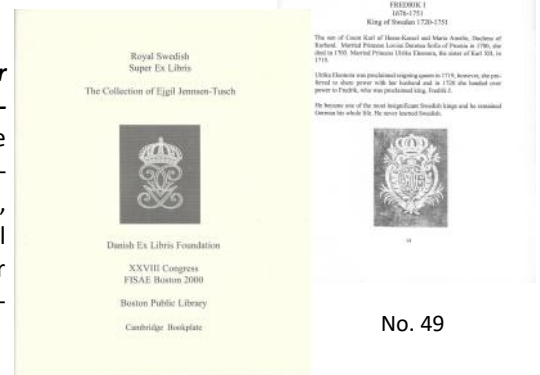 r
-
e
-
,
l
r
-
Royal Swedish
Super Ex Libris
The Collection of Ejgil Jennsen-Tusch
Danish Ex Libris Foundation
XXVIII Congress
FISAE Boston 2000
Boston Public Library
Cambridge Bookplate
FREDRIK I
1676-1751
King of Sweden 1720-1751
The son of Count Karl of Hesse-Kassel and Maria Amelia, Duchess of
Kurland. Married Princess Lovisa Dorotea Sofia of Prussia in 1700, she
died in 1705. Married Princess Ulrika Eleonora, the sister of Karl XII, in
1715.
Ulrika Eleonora was proclaimed reigning queen in 1719, however, she pre-
ferred to share power with her husband and in 1720 she handed over
power to Fredrik, who was proclaimed king, Fredrik I.
He became one of the most insignificant Swedish kings and he remained
German his whole life. He never learned Swedish.
No. 49